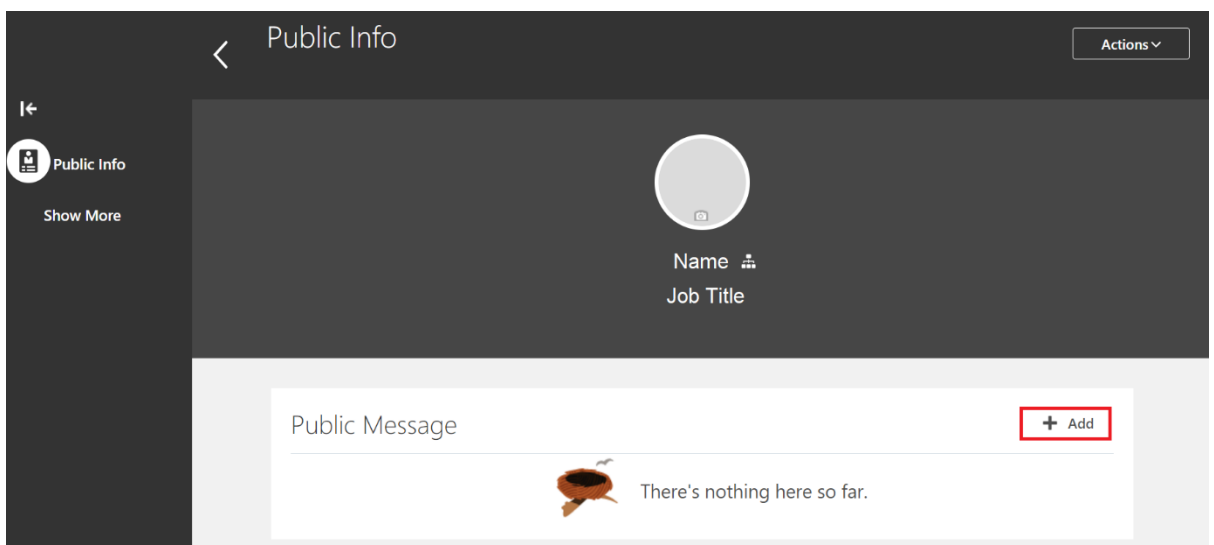 Public Info
Actions
Public Info
Show More
Name
Job Title
Public Message
+ Add
There's nothing here so far.